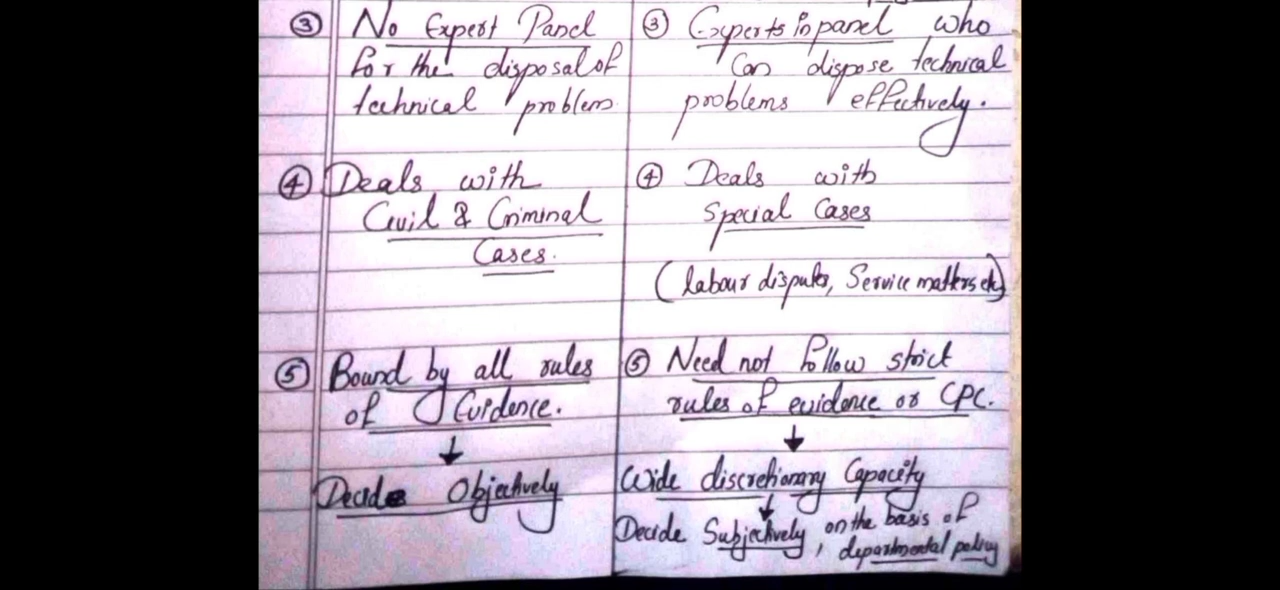 ③ No Expert Panel
for the disposal of
technical problem.
③ Experts in panel who
can dispose technical
problems effectively.
④ Deals with
Civil & Criminal
Cases.
④ Deals with
Special Cases
(labour disputes, Service matters etc)
⑤ Bound by all rules
of Evidence.
↓
Decide Objectively
⑤ Need not follow strict
rules of evidence or CPC.
↓
Wide discretionary Capacity
↓
Decide Subjectively, on the basis of
departmental policy